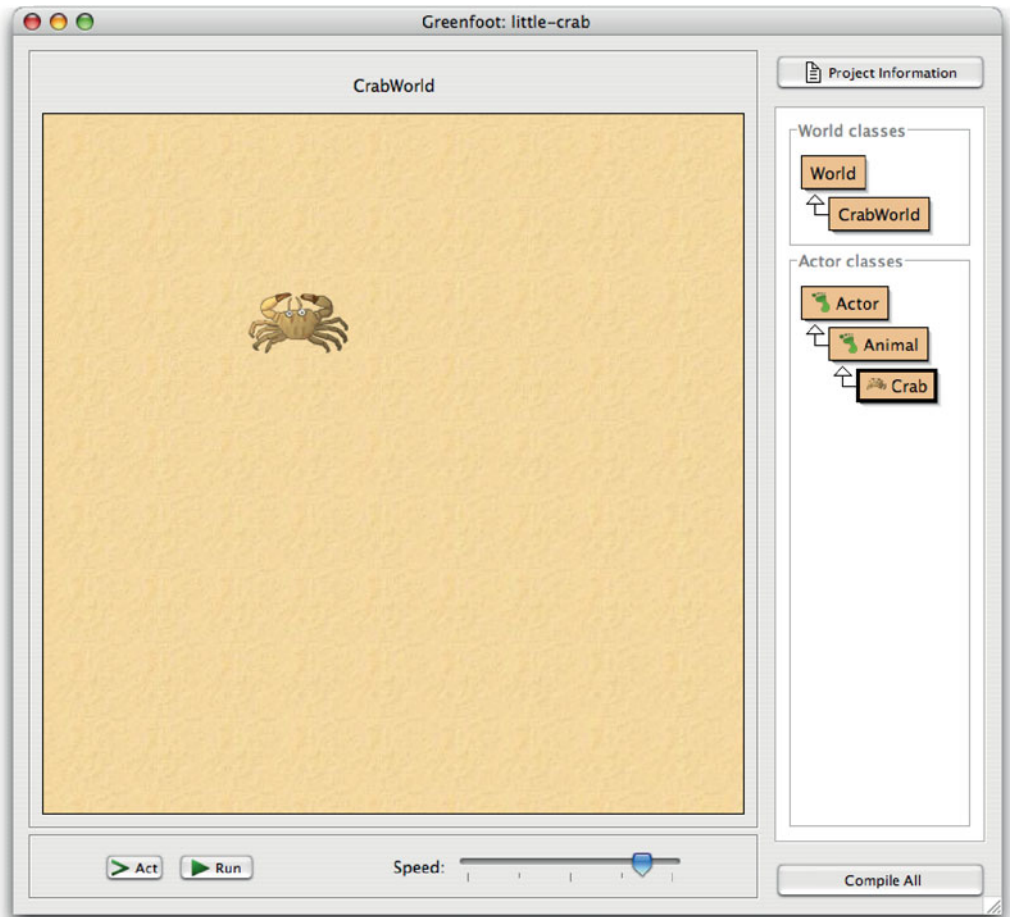 Greenfoot: little-crab
CrabWorld
Project Information
World classes
World
CrabWorld
Actor classes
Actor
Animal
Crab
Act
Run
Speed:
Compile All